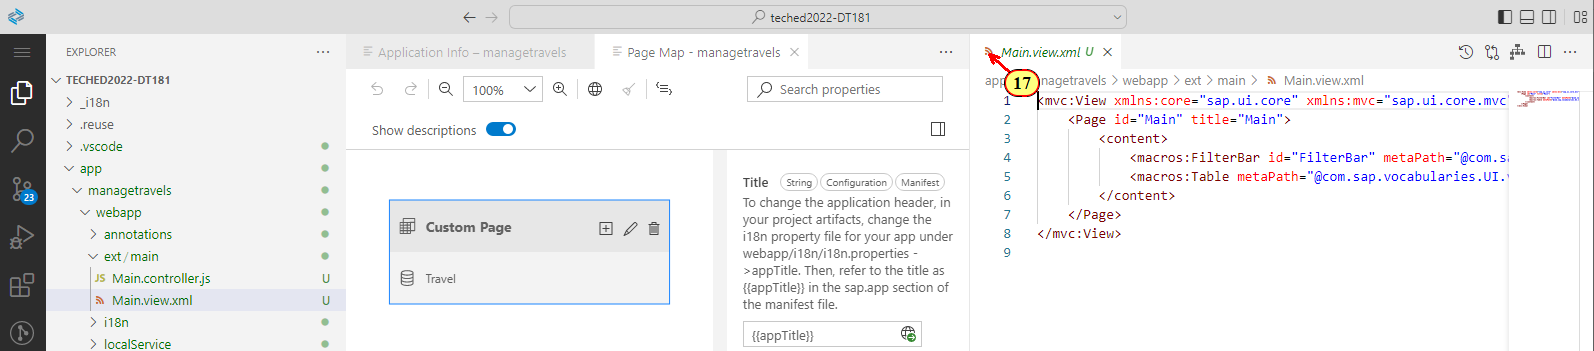 teched2022-DT181
EXPLORER
TECHED2022-DT181
_i18n
.reuse
.vscode
app
managetravels
webapp
annotations
ext / main
JS Main.controller.js U
Main.view.xml U
i18n
localService
23
Application Info – managetravels
Page Map - managetravels
100%
Search properties
Show descriptions
Custom Page
Travel
Title String Configuration Manifest
To change the application header, in
your project artifacts, change the
i18n property file for your app under
webapp/i18n/i18n.properties -
>appTitle. Then, refer to the title as
{{appTitle}} in the sap.app section of
the manifest file.
{{appTitle}}
Main.view.xml U
17
app nagetravels > webapp > ext > main > Main.view.xml
1 <mvc:View xmlns:core="sap.ui.core" xmlns:mvc="sap.ui.core.mvc
2 <Page id="Main" title="Main">
3 <content>
4 <macros:FilterBar id="FilterBar" metaPath="@com.sa
5 <macros:Table metaPath="@com.sap.vocabularies.UI.
6 </content>
7 </Page>
8 </mvc:View>
9